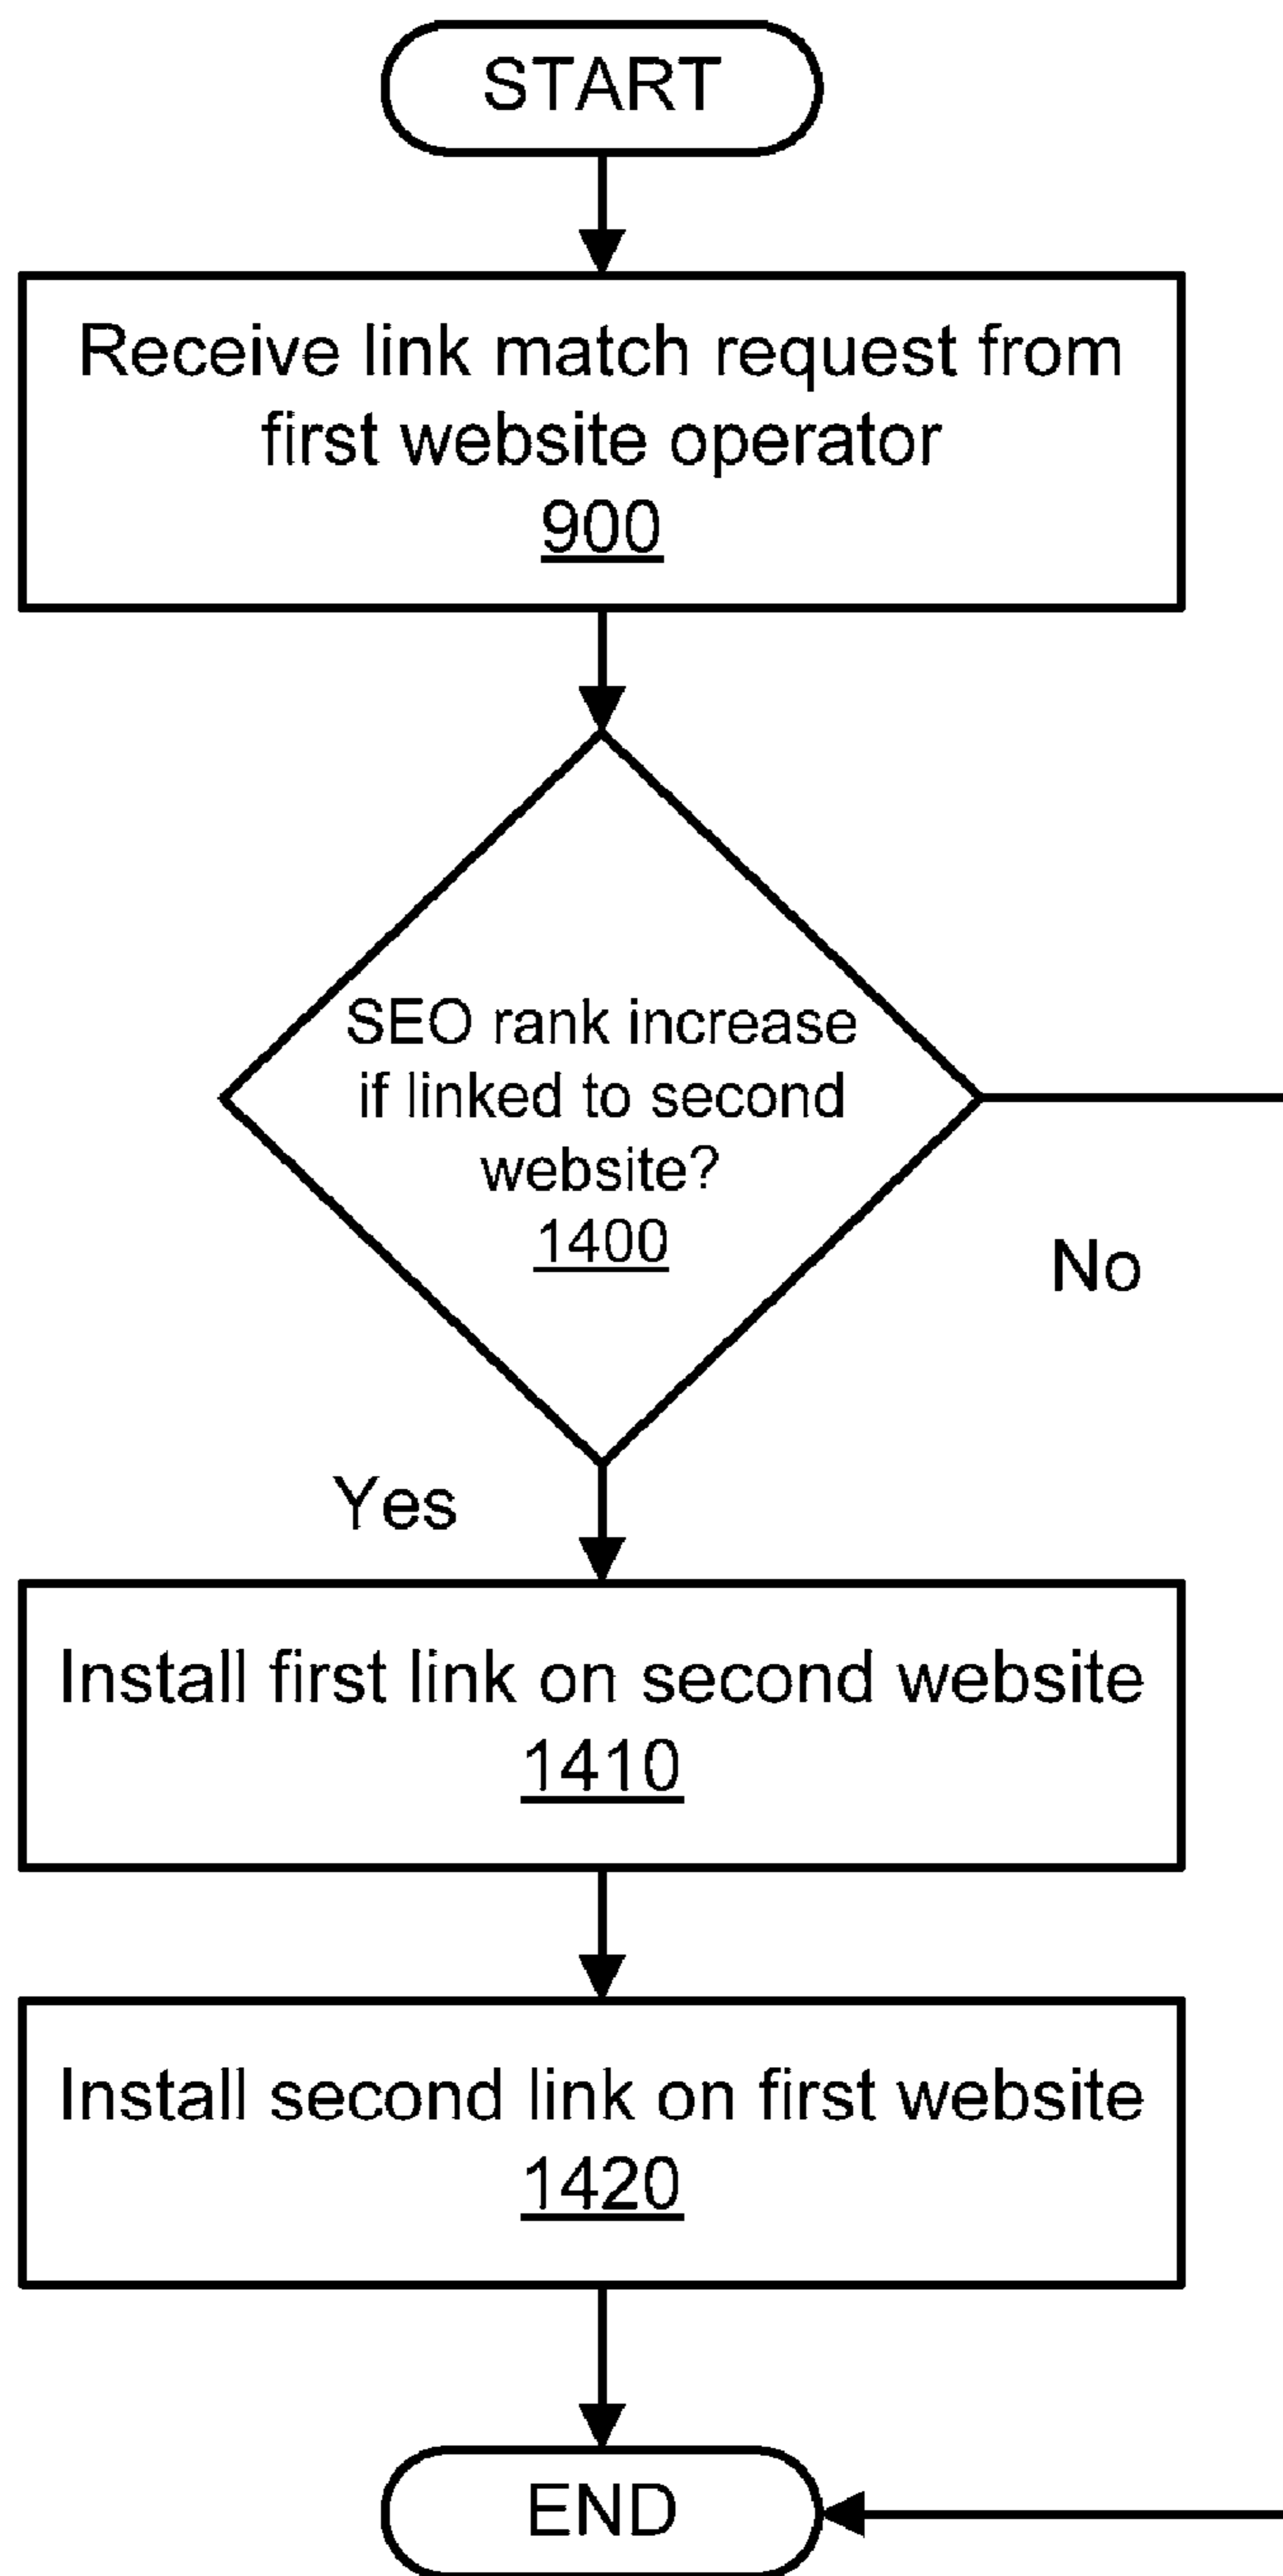 START
Receive link match request from
first website operator
900
SEO rank increase
if linked to second
website?
1400
No
Yes
Install first link on second website
1410
Install second link on first website
1420
END